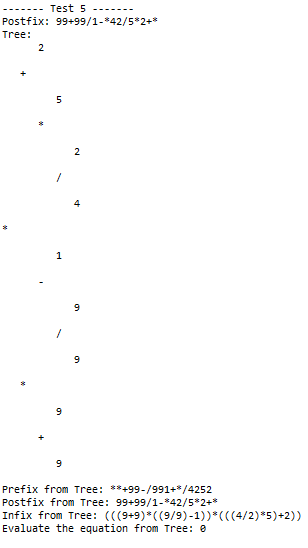 ------- Test 5 -------
Postfix: 99+99/1-*42/5*2+*
Tree:
      2
   +
         5
      *
            2
         /
            4
*
         1
      -
            9
         /
            9
   *
         9
      +
         9
Prefix from Tree: **+99-/991+*/4252
Postfix from Tree: 99+99/1-*42/5*2+*
Infix from Tree: (((9+9)*((9/9)-1))*(((4/2)*5)+2))
Evaluate the equation from Tree: 0